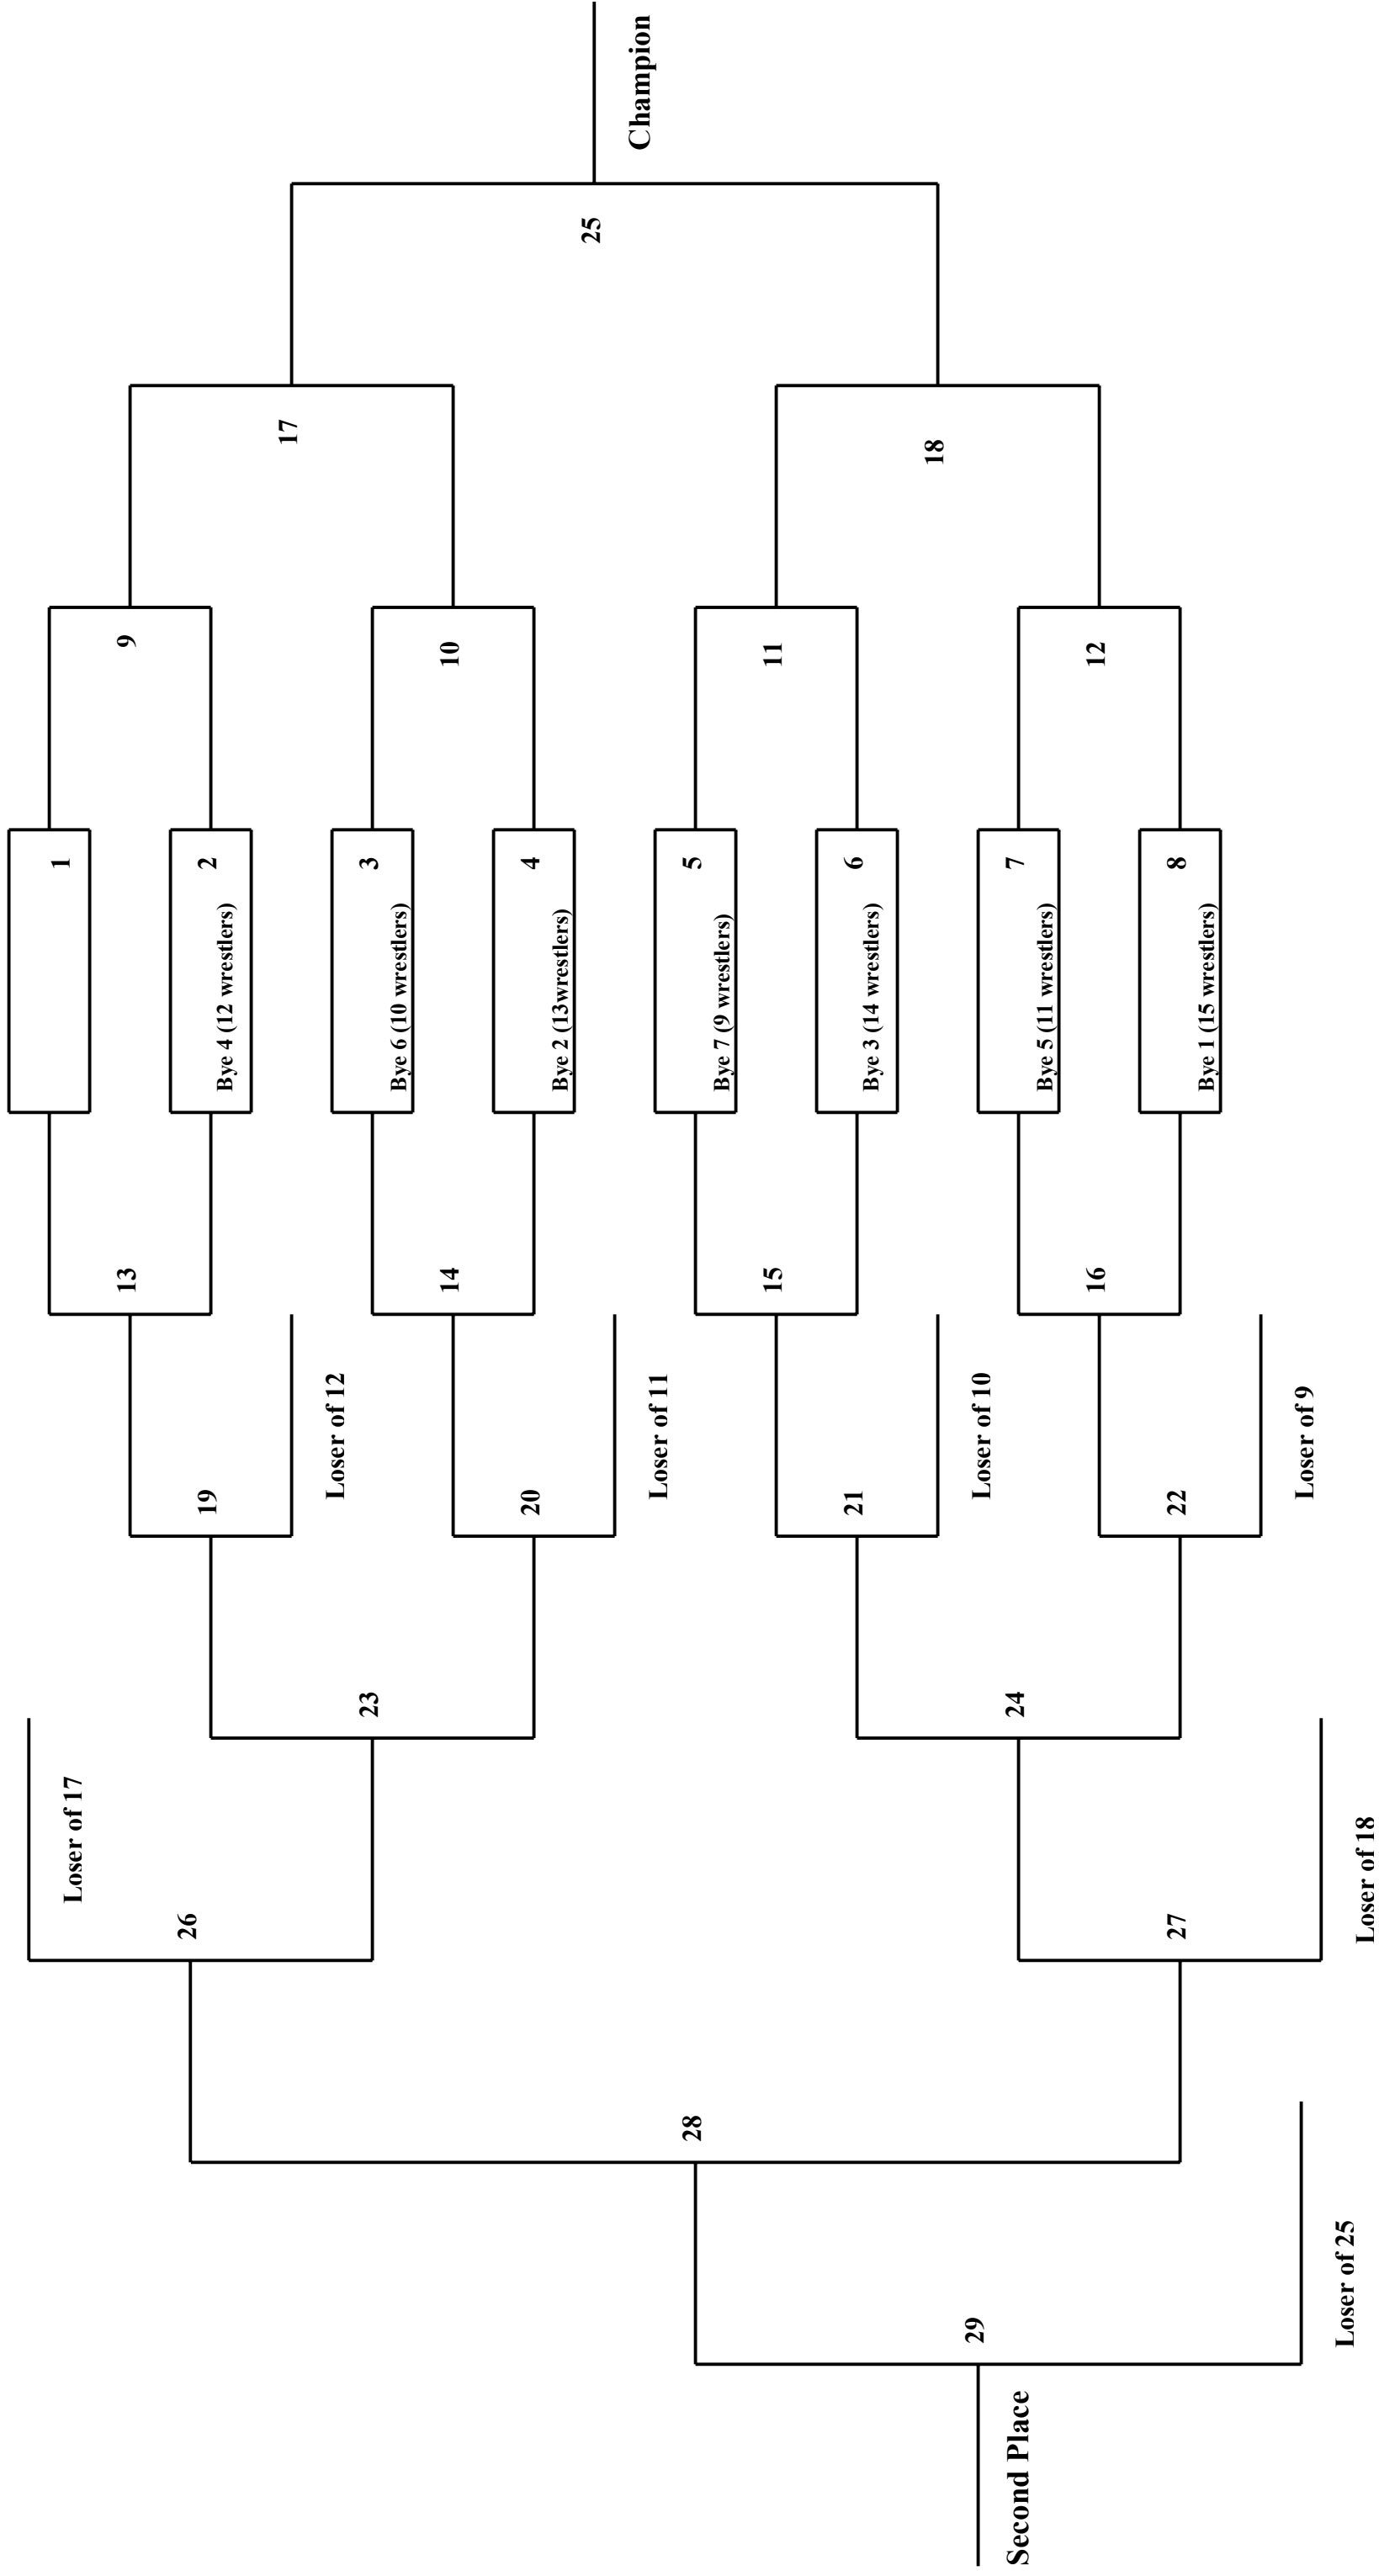 Champion
25
17
18
9
10
11
12
1
2
Bye 4 (12 wrestlers)
3
Bye 6 (10 wrestlers)
4
Bye 2 (13wrestlers)
5
Bye 7 (9 wrestlers)
6
Bye 3 (14 wrestlers)
7
Bye 5 (11 wrestlers)
8
Bye 1 (15 wrestlers)
13
14
15
16
Loser of 12
Loser of 11
Loser of 10
Loser of 9
19
20
21
22
23
24
Loser of 17
Loser of 18
26
27
28
Loser of 25
29
Second Place